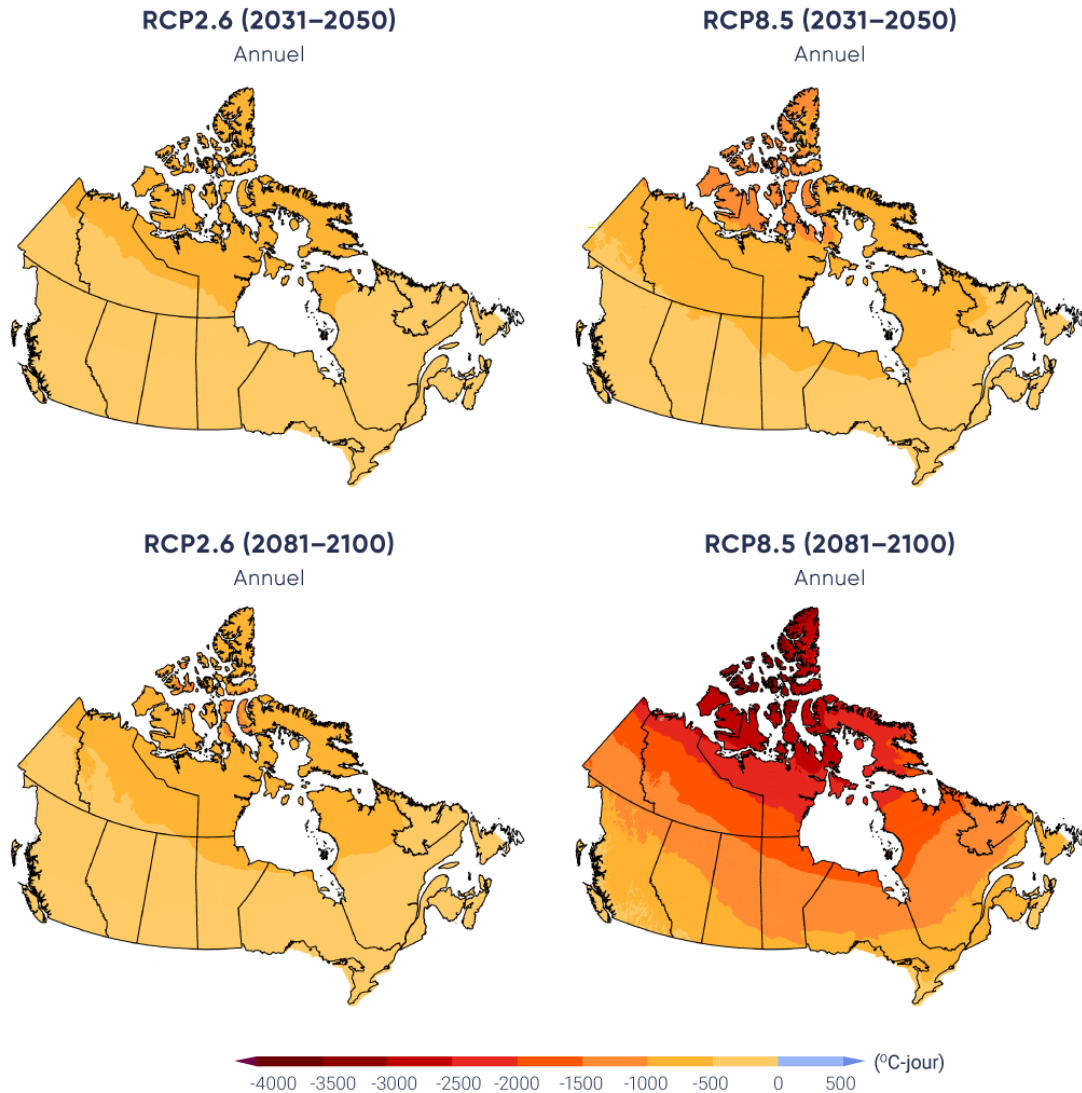 RCP2.6 (2031–2050)
Annuel
RCP8.5 (2031–2050)
Annuel
RCP2.6 (2081–2100)
Annuel
RCP8.5 (2081–2100)
Annuel
-4000 -3500 -3000 -2500 -2000 -1500 -1000 -500 0 500 (°C-jour)